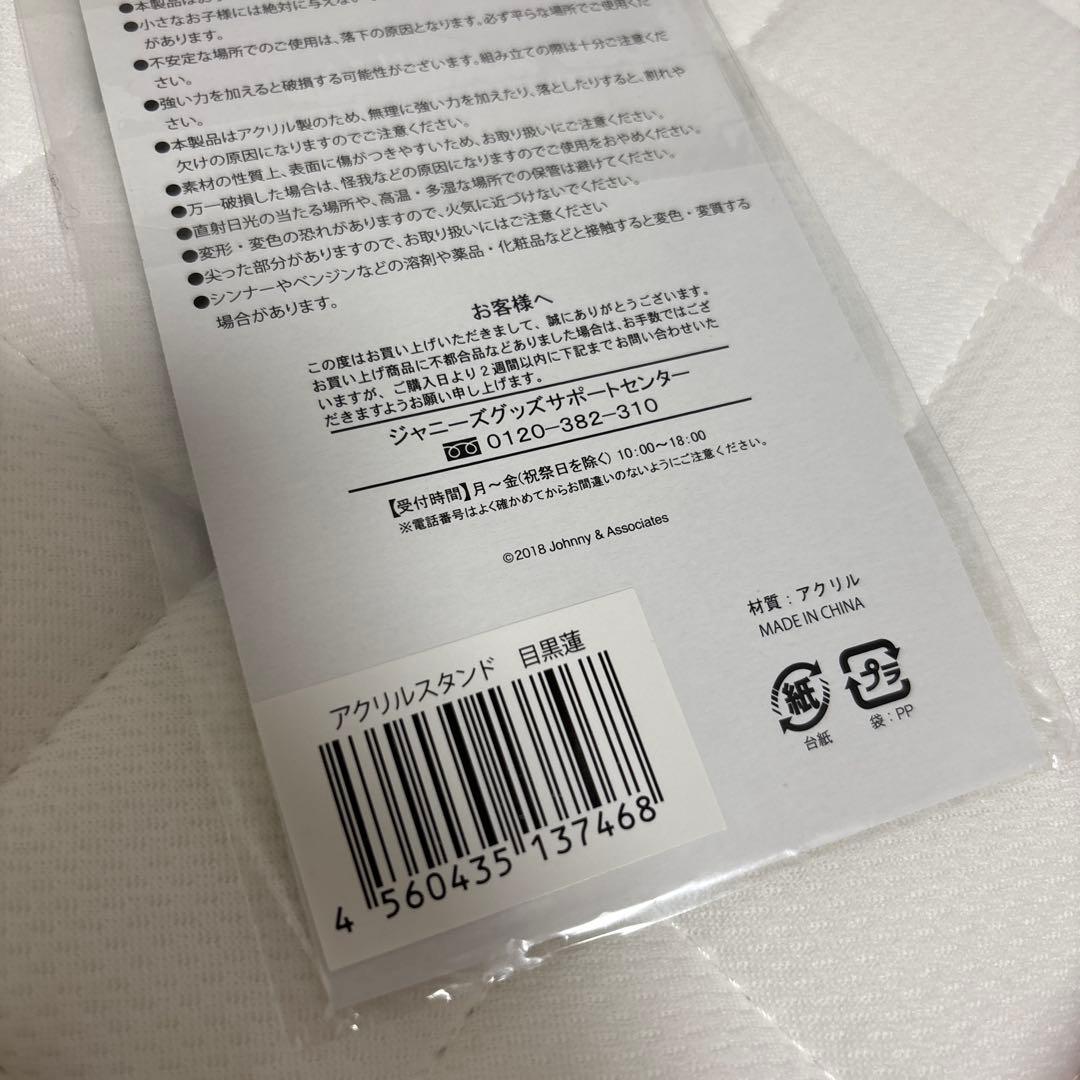 ●本製品はお
●小さなお子様には絶対に与えない
があります。
●不安定な場所でのご使用は、落下の原因となります。必ず平らな場所でご使用くだ
さい。
●強い力を加えると破損する可能性がございます。組み立ての際は十分ご注意くだ
さい。
●本製品はアクリル製のため、無理に強い力を加えたり、落としたりすると、割れや
欠けの原因になりますのでご注意ください。
●素材の性質上、表面に傷がつきやすいため、お取り扱いにご注意ください。
●万一破損した場合は、怪我などの原因になりますのでご使用をおやめください。
●直射日光の当たる場所や、高温・多湿な場所での保管は避けてください。
●変形・変色の恐れがありますので、火気に近づけないでください。
●尖った部分がありますので、お取り扱いにはご注意ください
●シンナーやベンジンなどの溶剤や薬品・化粧品などと接触すると変色・変質する
場合があります。
お客様へ
この度はお買い上げいただきまして、誠にありがとうございます。
お買い上げ商品に不都合品などありました場合は、お手数ではござ
いますが、ご購入日より2週間以内に下記までお問い合わせいた
だきますようお願い申し上げます。
ジャニーズグッズサポートセンター
0120-382-310
【受付時間】月〜金(祝祭日を除く) 10:00〜18:00
※電話番号はよく確かめてからお間違いのないようにご注意ください。
©2018 Johnny & Associates
材質：アクリル
MADE IN CHINA
紙
プラ
台紙
袋：PP
アクリルスタンド 目黒蓮
4 560435 137468